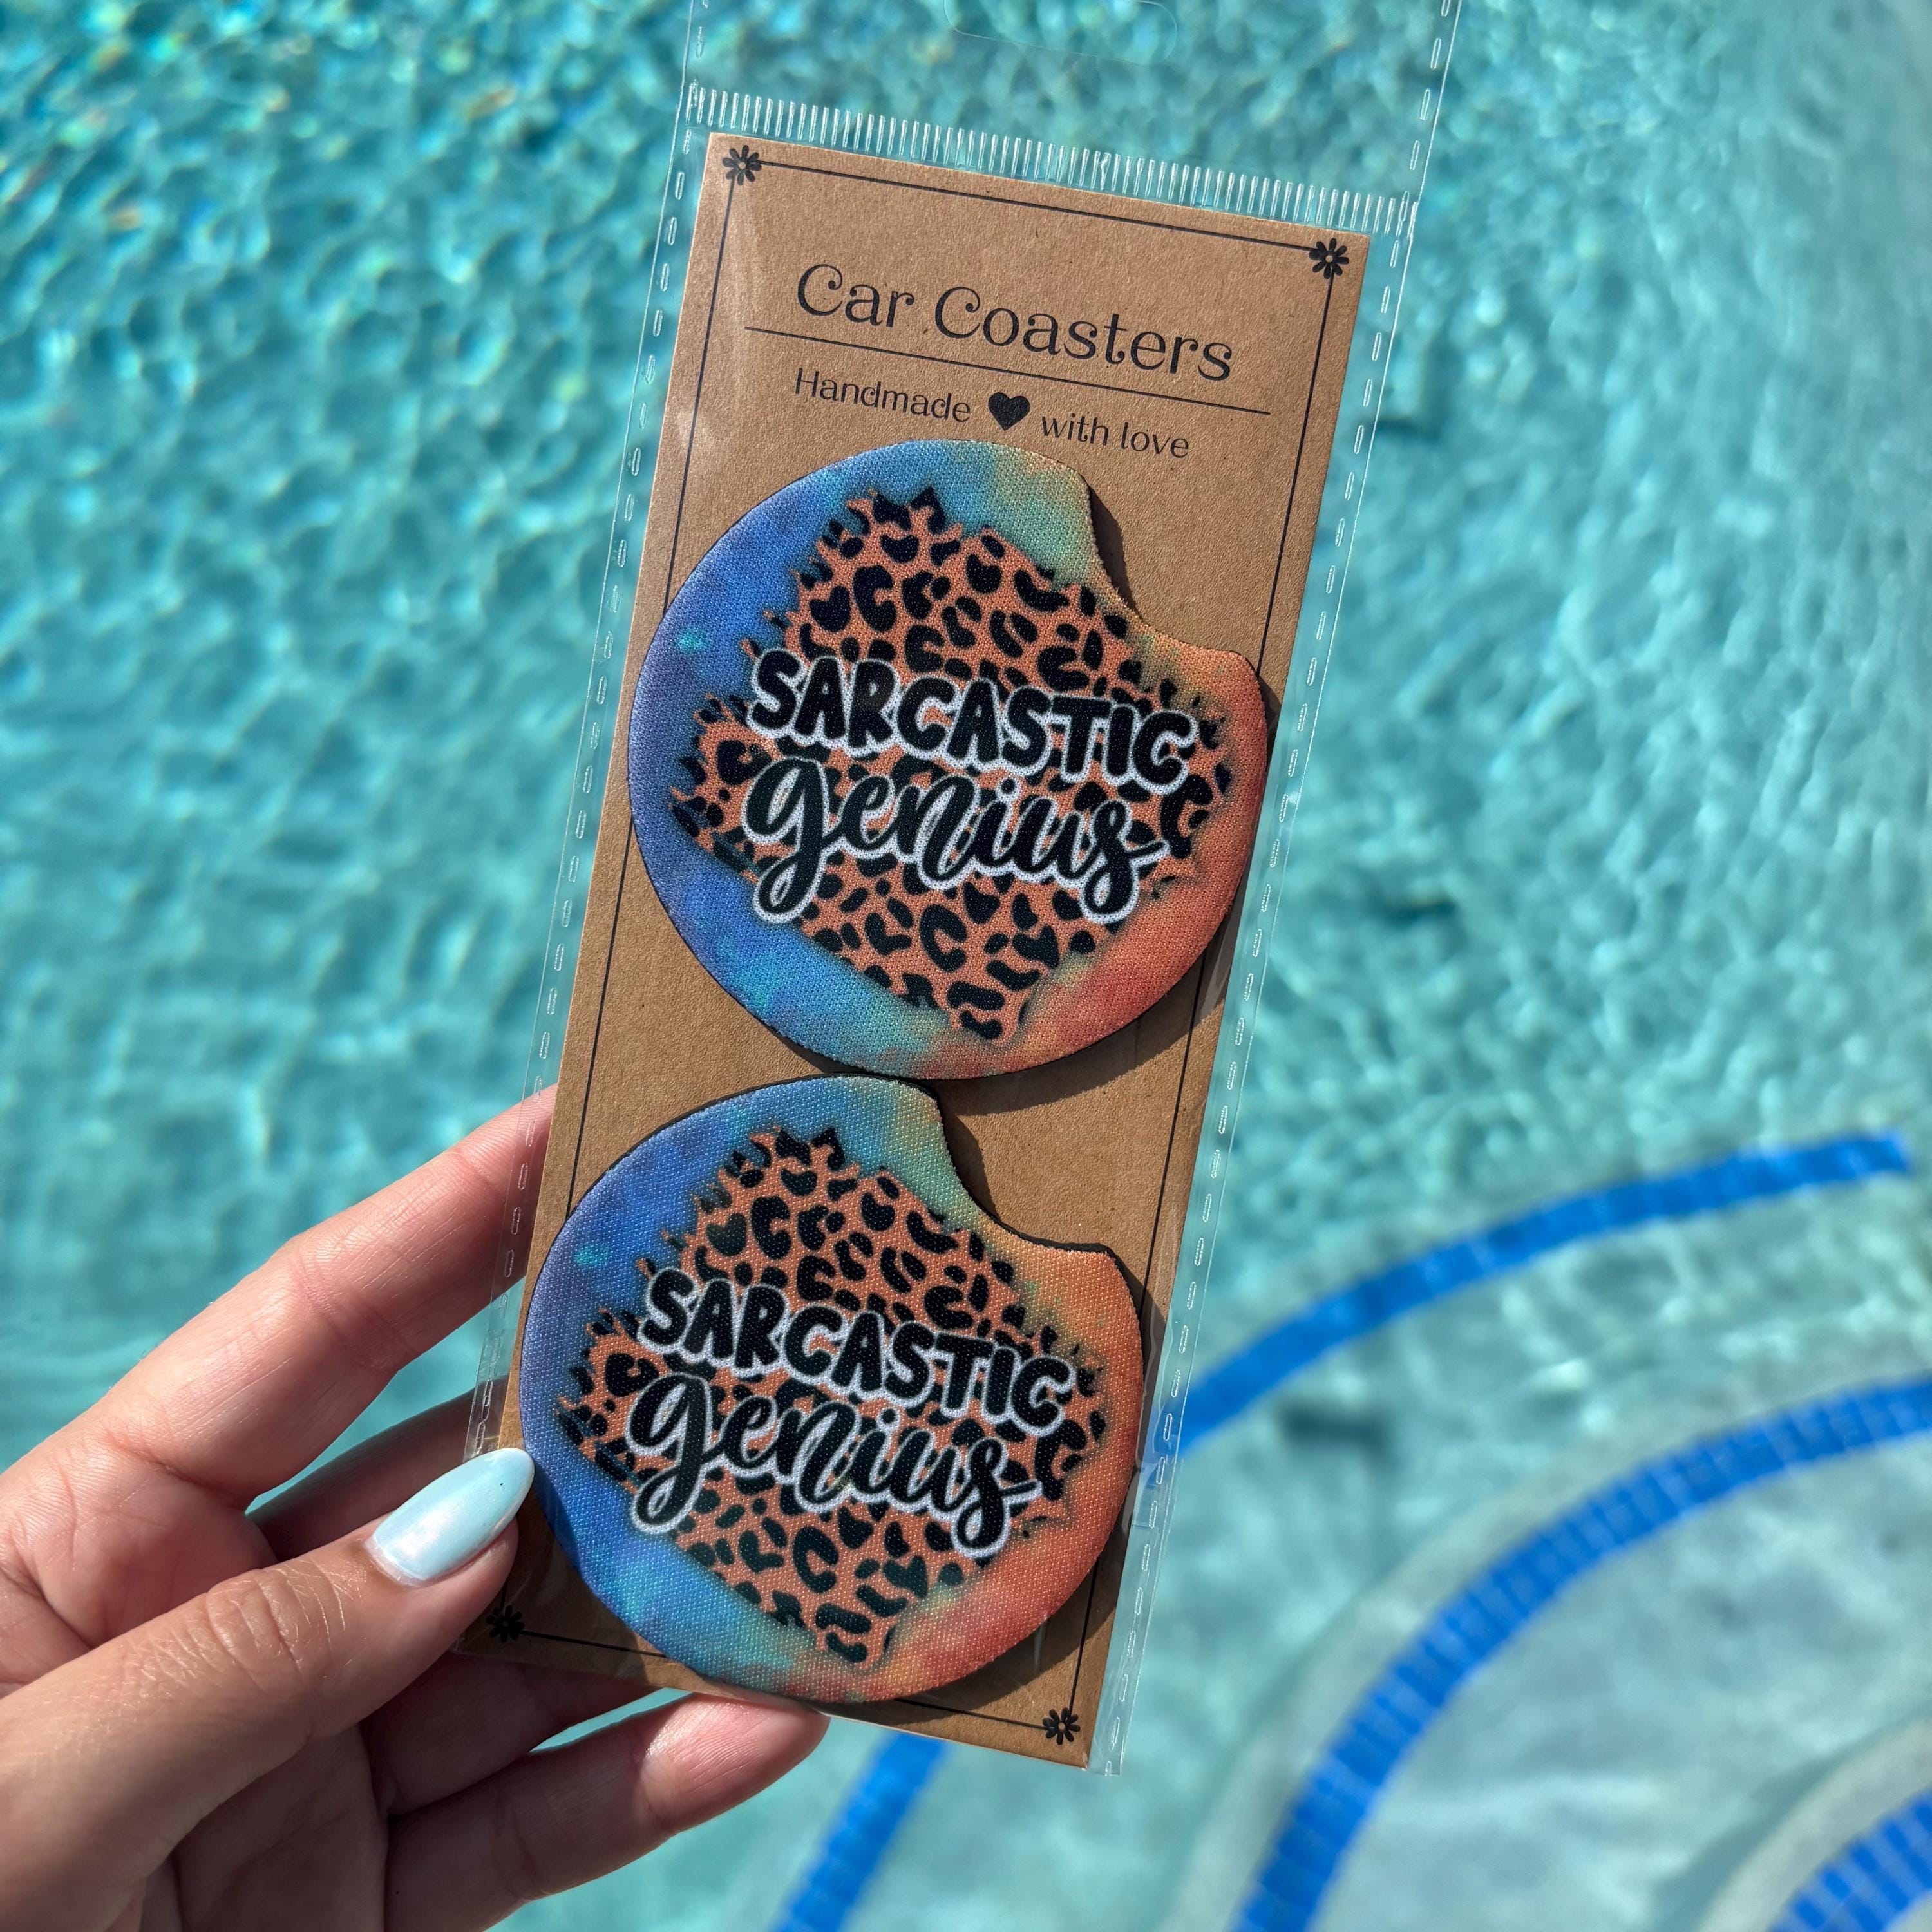 Car Coasters
Handmade with love
SARCASTIC
genius
SARCASTIC
genius